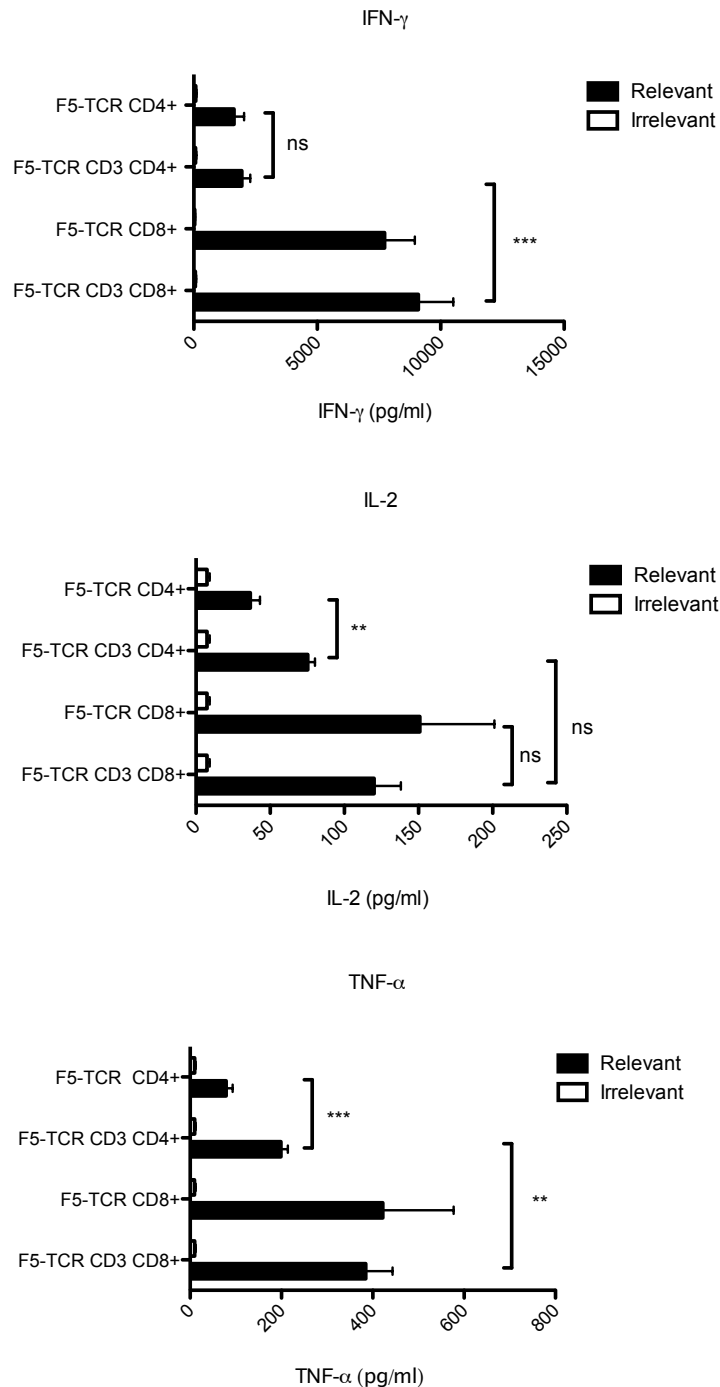 IFN-γ
Relevant
Irrelevant
F5-TCR CD4+
F5-TCR CD3 CD4+
F5-TCR CD8+
F5-TCR CD3 CD8+
ns
***
0 5000 10000 15000
IFN-γ (pg/ml)
IL-2
Relevant
Irrelevant
F5-TCR CD4+
F5-TCR CD3 CD4+
F5-TCR CD8+
F5-TCR CD3 CD8+
**
ns
ns
0 50 100 150 200 250
IL-2 (pg/ml)
TNF-α
Relevant
Irrelevant
F5-TCR CD4+
F5-TCR CD3 CD4+
F5-TCR CD8+
F5-TCR CD3 CD8+
***
**
0 200 400 600 800
TNF-α (pg/ml)